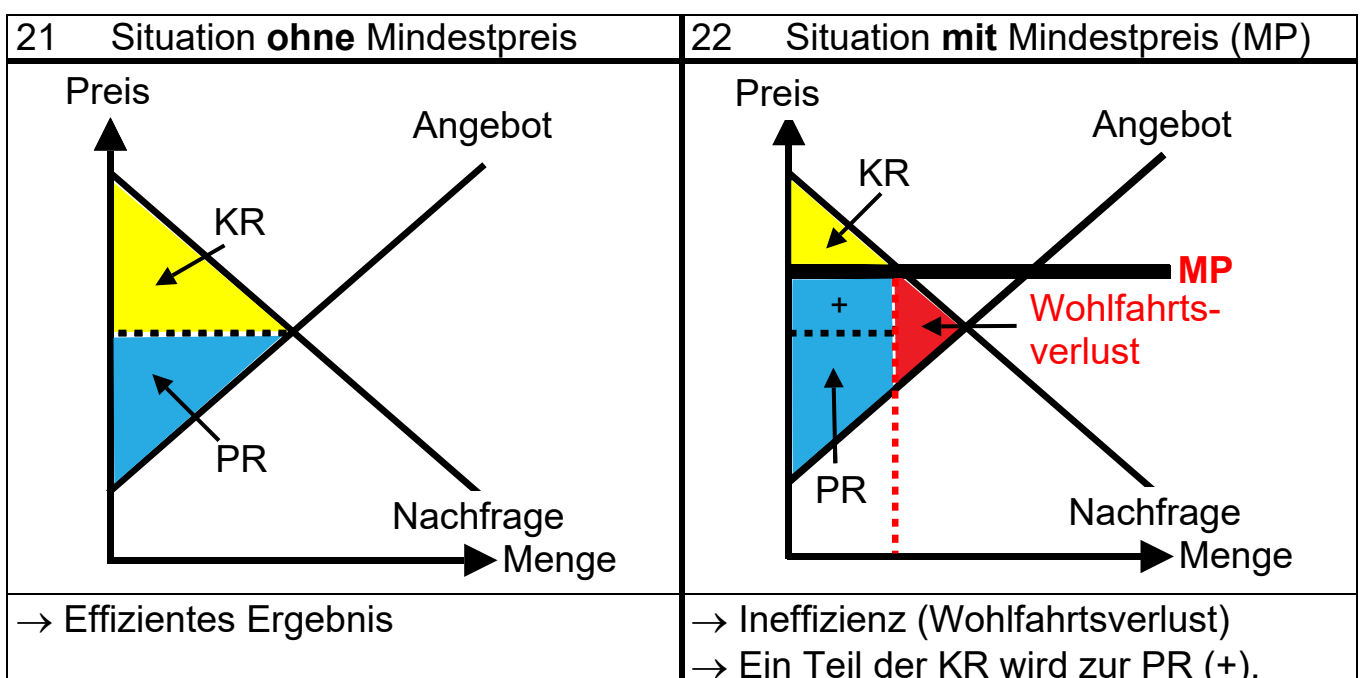 21 Situation ohne Mindestpreis
Preis
Angebot
KR
PR
Nachfrage
Menge
→ Effizientes Ergebnis
22 Situation mit Mindestpreis (MP)
Preis
Angebot
KR
MP
+
Wohlfahrts-
verlust
PR
Nachfrage
Menge
→ Ineffizienz (Wohlfahrtsverlust)
→ Ein Teil der KR wird zur PR (+).